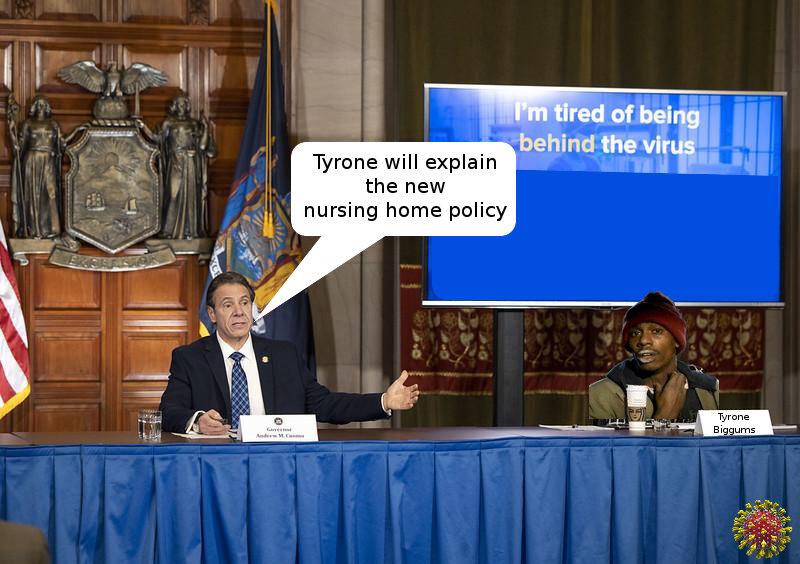 I'm tired of being
behind the virus
Tyrone will explain
the new
nursing home policy
Governor
Andrew M. Cuomo
Tyrone
Biggums